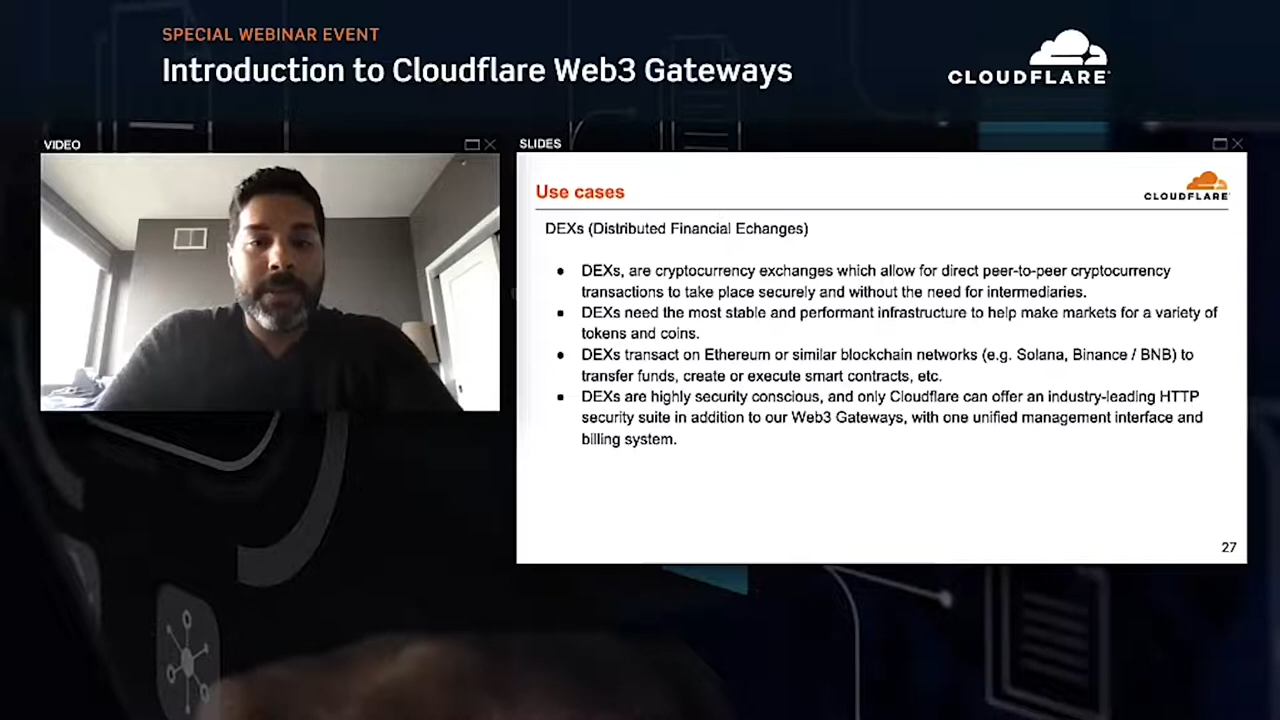 SPECIAL WEBINAR EVENT
Introduction to Cloudflare Web3 Gateways
CLOUDFLARE
VIDEO
SLIDES
Use cases
CLOUDFLARE
DEXs (Distributed Financial Echanges)
● DEXs, are cryptocurrency exchanges which allow for direct peer-to-peer cryptocurrency
transactions to take place securely and without the need for intermediaries.
● DEXs need the most stable and performant infrastructure to help make markets for a variety of
tokens and coins.
● DEXs transact on Ethereum or similar blockchain networks (e.g. Solana, Binance / BNB) to
transfer funds, create or execute smart contracts, etc.
● DEXs are highly security conscious, and only Cloudflare can offer an industry-leading HTTP
security suite in addition to our Web3 Gateways, with one unified management interface and
billing system.
27